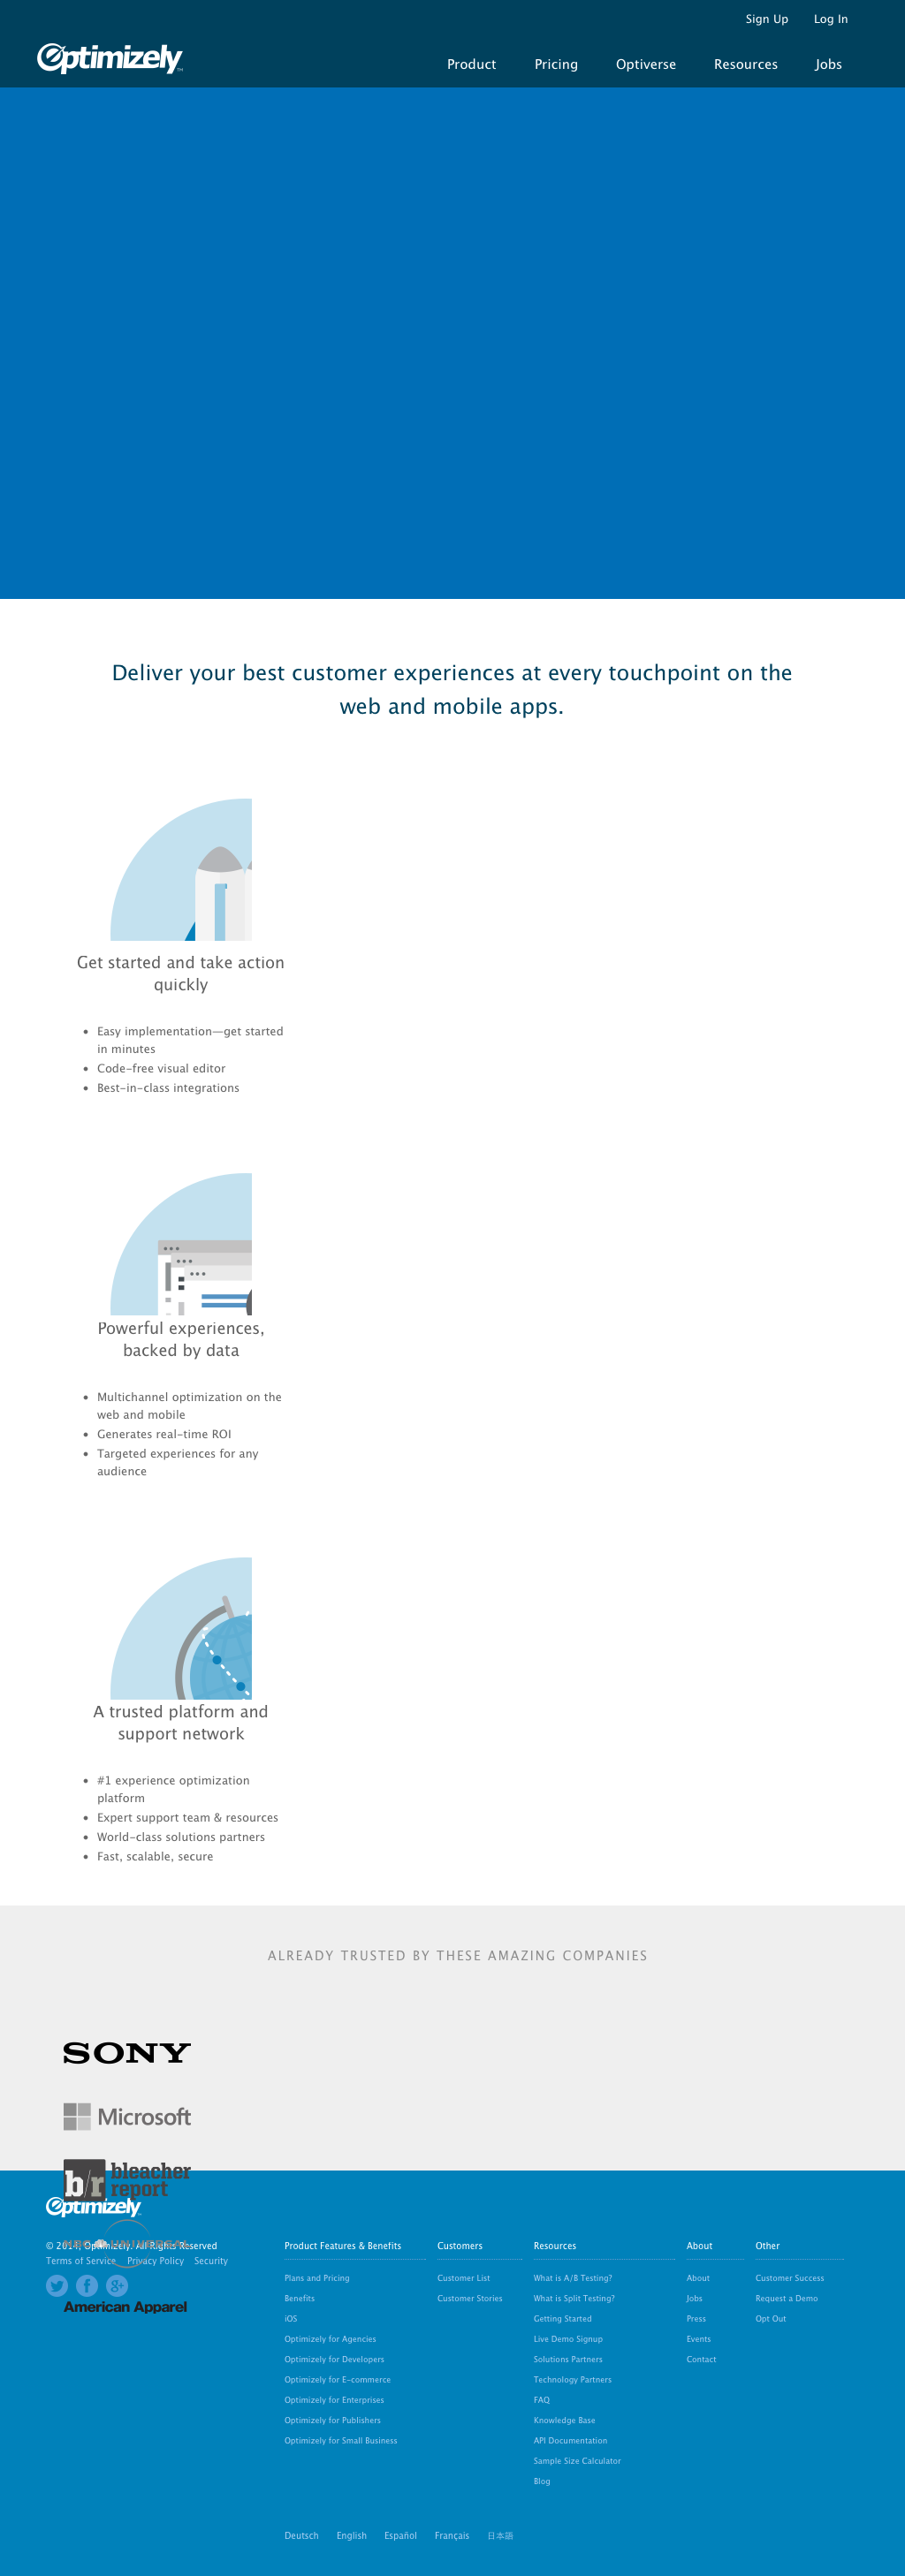 Sign Up Log In
Optimizely
Product Pricing Optiverse Resources Jobs
Deliver your best customer experiences at every touchpoint on the
web and mobile apps.
Get started and take action
quickly
• Easy implementation—get started
in minutes
• Code-free visual editor
• Best-in-class integrations
Powerful experiences,
backed by data
• Multichannel optimization on the
web and mobile
• Generates real-time ROI
• Targeted experiences for any
audience
A trusted platform and
support network
• #1 experience optimization
platform
• Expert support team & resources
• World-class solutions partners
• Fast, scalable, secure
ALREADY TRUSTED BY THESE AMAZING COMPANIES
SONY
Microsoft
b/r bleacher
report
Optimizely
NBC UNIVERSAL
© 2014, Optimizely. All Rights Reserved
Terms of Service Privacy Policy Security
American Apparel
Product Features & Benefits
Plans and Pricing
Benefits
iOS
Optimizely for Agencies
Optimizely for Developers
Optimizely for E-commerce
Optimizely for Enterprises
Optimizely for Publishers
Optimizely for Small Business
Customers
Customer List
Customer Stories
Resources
What is A/B Testing?
What is Split Testing?
Getting Started
Live Demo Signup
Solutions Partners
Technology Partners
FAQ
Knowledge Base
API Documentation
Sample Size Calculator
Blog
About
About
Jobs
Press
Events
Contact
Other
Customer Success
Request a Demo
Opt Out
Deutsch English Español Français 日本語